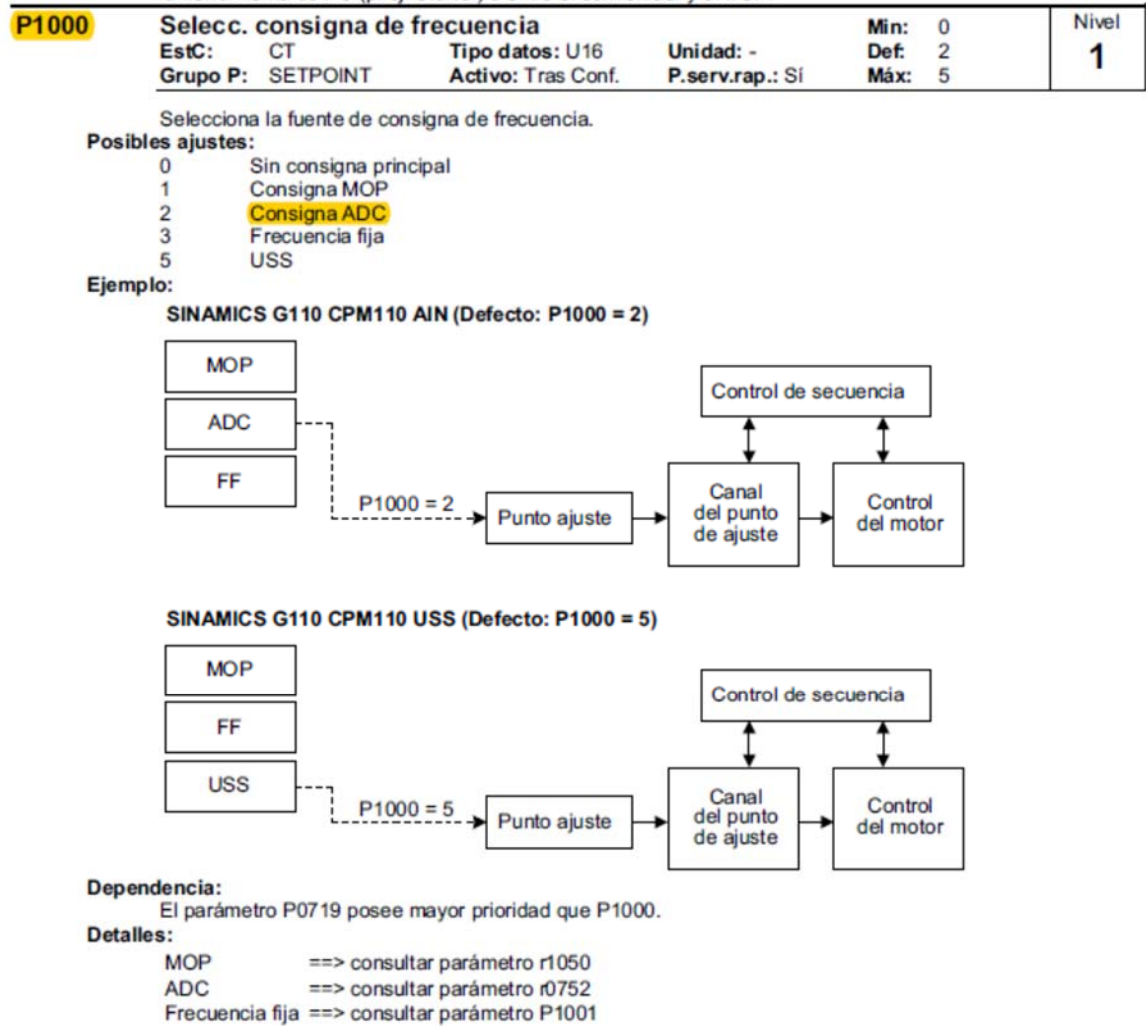 P1000 Selecc. consigna de frecuencia Min: 0 Nivel
EstC: CT Tipo datos: U16 Unidad: - Def: 2 1
Grupo P: SETPOINT Activo: Tras Conf. P.serv.rap.: Sí Máx: 5
Selecciona la fuente de consigna de frecuencia.
Posibles ajustes:
0 Sin consigna principal
1 Consigna MOP
2 Consigna ADC
3 Frecuencia fija
5 USS
Ejemplo:
SINAMICS G110 CPM110 AIN (Defecto: P1000 = 2)
MOP
ADC
FF
P1000 = 2
Punto ajuste
Control de secuencia
Canal
del punto
de ajuste
Control
del motor
SINAMICS G110 CPM110 USS (Defecto: P1000 = 5)
MOP
FF
USS
P1000 = 5
Punto ajuste
Control de secuencia
Canal
del punto
de ajuste
Control
del motor
Dependencia:
El parámetro P0719 posee mayor prioridad que P1000.
Detalles:
MOP ==> consultar parámetro r1050
ADC ==> consultar parámetro r0752
Frecuencia fija ==> consultar parámetro P1001